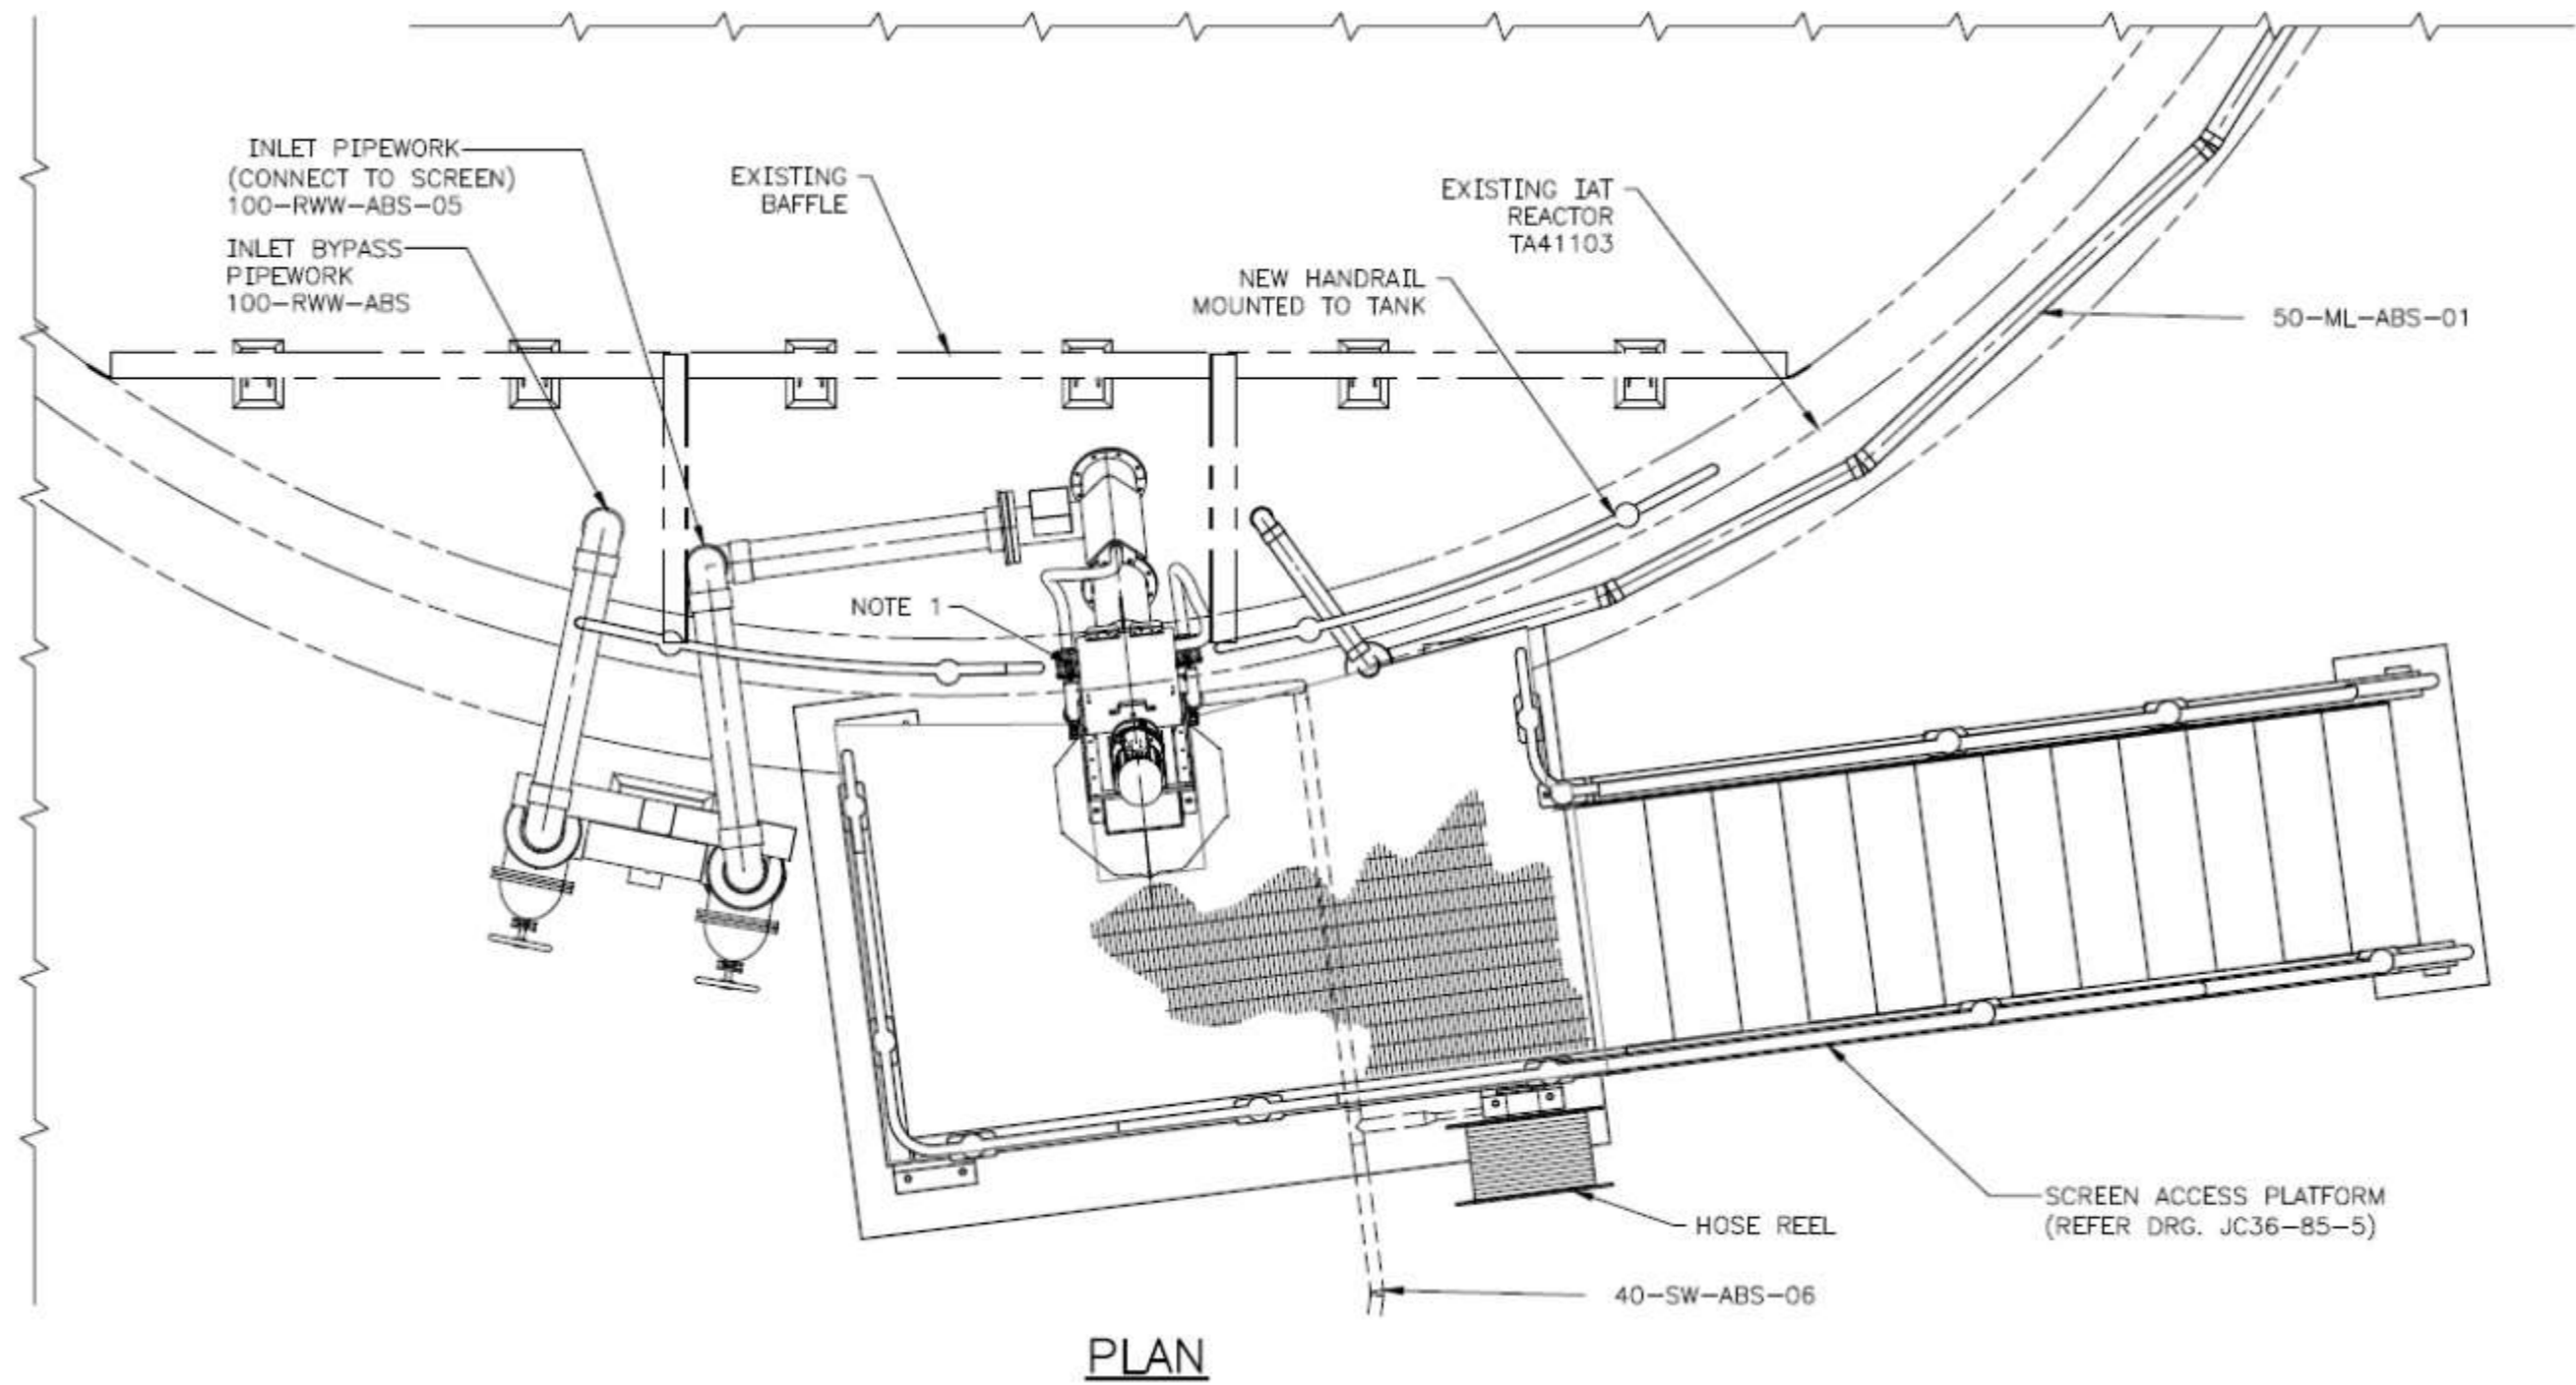 INLET PIPEWORK
(CONNECT TO SCREEN)
100-RWW-ABS-05
INLET BYPASS
PIPEWORK
100-RWW-ABS
EXISTING
BAFFLE
EXISTING IAT
REACTOR
TA41103
NEW HANDRAIL
MOUNTED TO TANK
50-ML-ABS-01
NOTE 1
SCREEN ACCESS PLATFORM
(REFER DRG. JC36-85-5)
HOSE REEL
40-SW-ABS-06
PLAN